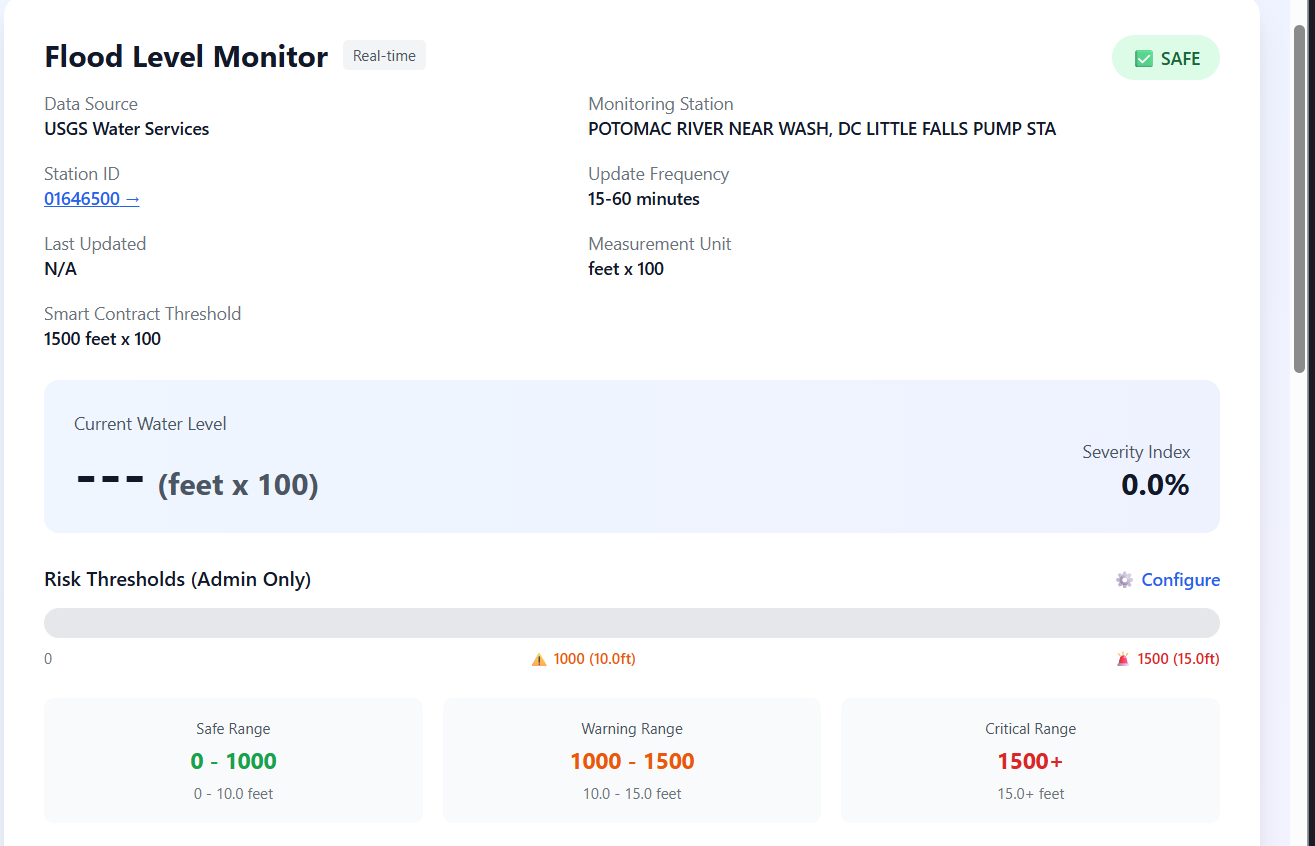 Flood Level Monitor Real-time ✅ SAFE
Data Source
USGS Water Services
Monitoring Station
POTOMAC RIVER NEAR WASH, DC LITTLE FALLS PUMP STA
Station ID
01646500 →
Update Frequency
15-60 minutes
Last Updated
N/A
Measurement Unit
feet x 100
Smart Contract Threshold
1500 feet x 100
Current Water Level
--- (feet x 100)
Severity Index
0.0%
Risk Thresholds (Admin Only) ⚙️ Configure
0 ⚠️ 1000 (10.0ft) 🚨 1500 (15.0ft)
Safe Range
0 - 1000
0 - 10.0 feet
Warning Range
1000 - 1500
10.0 - 15.0 feet
Critical Range
1500+
15.0+ feet